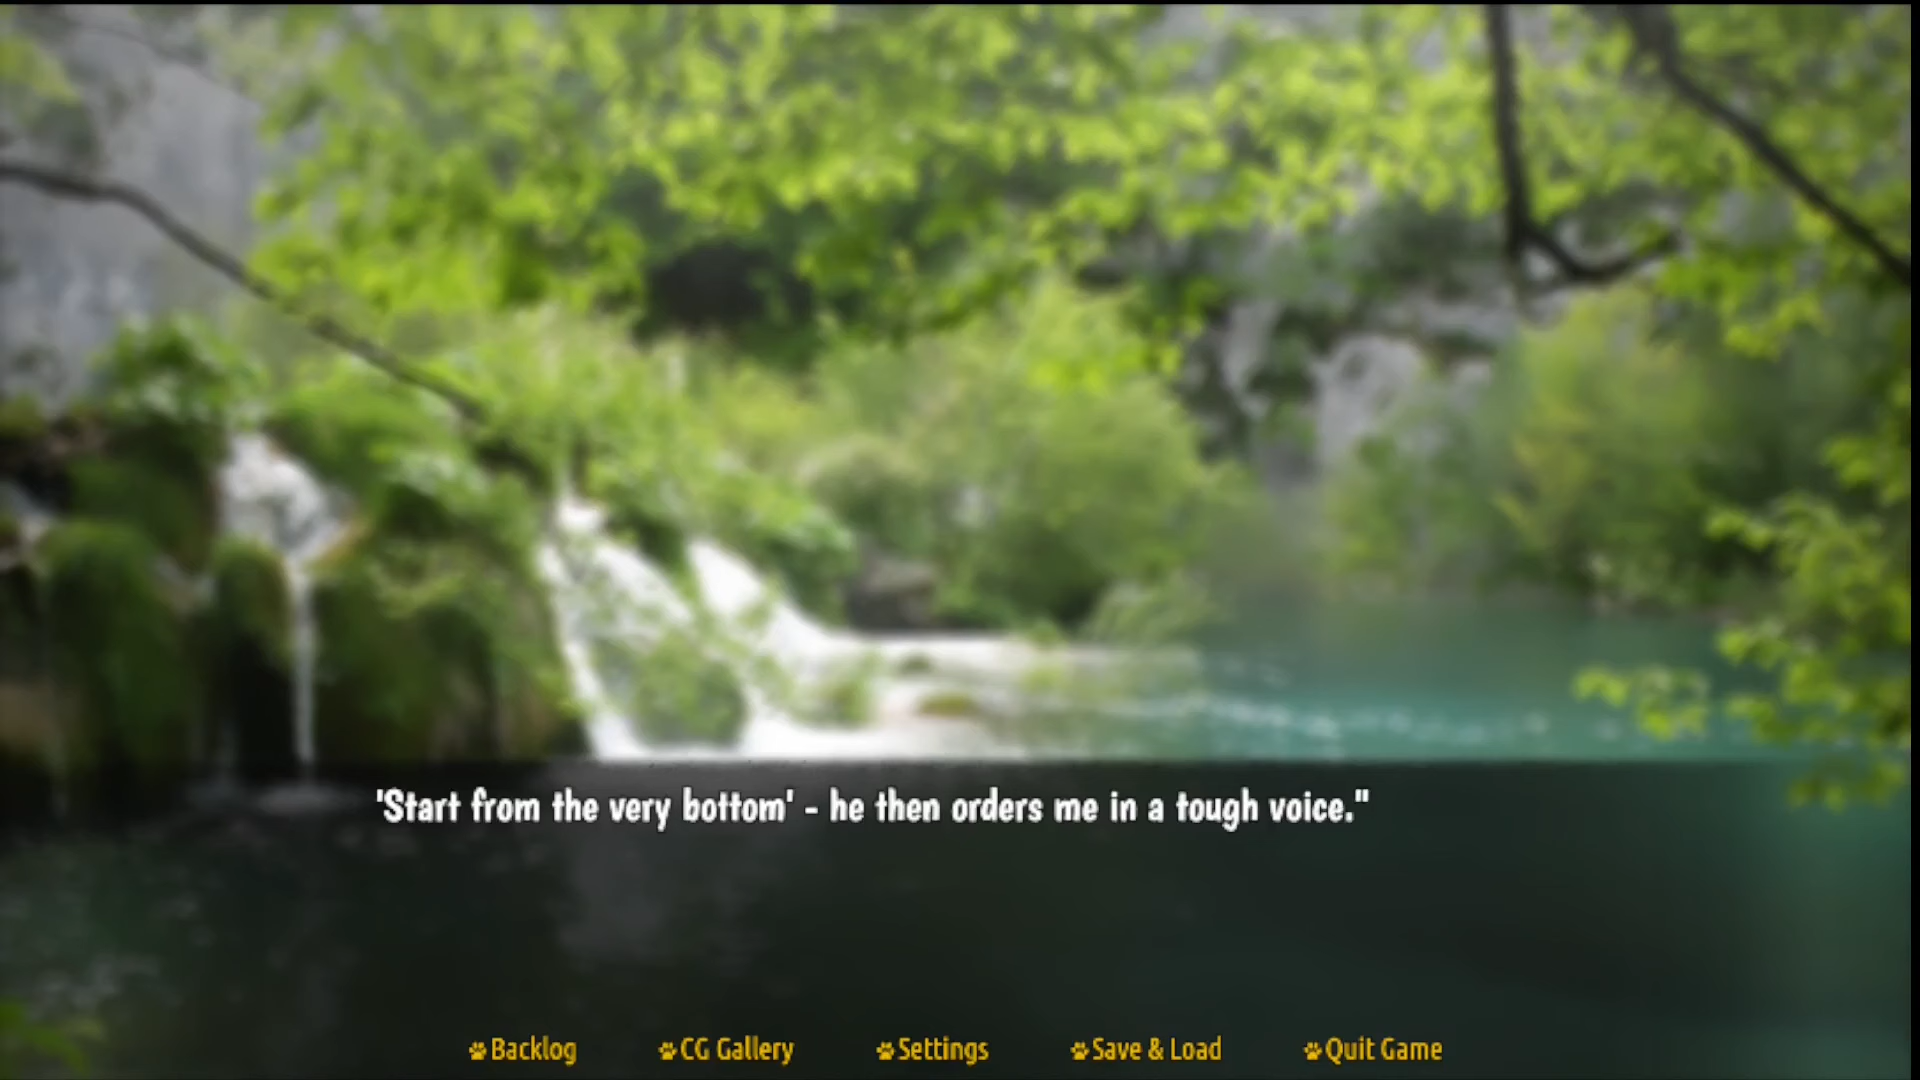 'Start from the very bottom' - he then orders me in a tough voice."
Backlog
CG Gallery
Settings
Save & Load
Quit Game